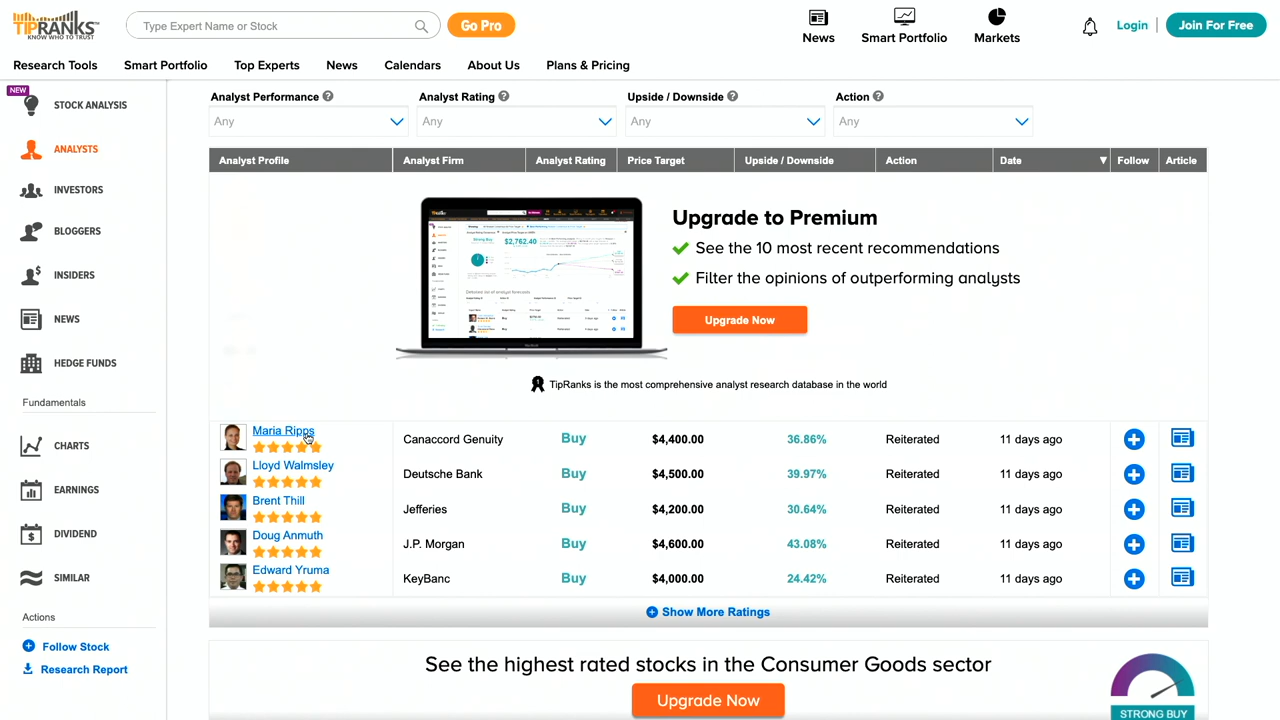 TIPRANKS
KNOW WHO TO TRUST
Type Expert Name or Stock
Go Pro
News
Smart Portfolio
Markets
Login
Join For Free
Research Tools
Smart Portfolio
Top Experts
News
Calendars
About Us
Plans & Pricing
NEW
STOCK ANALYSIS
ANALYSTS
INVESTORS
BLOGGERS
INSIDERS
NEWS
HEDGE FUNDS
Fundamentals
CHARTS
EARNINGS
DIVIDEND
SIMILAR
Actions
Follow Stock
Research Report
Analyst Performance ?
Analyst Rating ?
Upside / Downside ?
Action ?
Any
Any
Any
Any
Analyst Profile Analyst Firm Analyst Rating Price Target Upside / Downside Action Date ▼ Follow Article
Strong Buy
$2,762.40
Upgrade to Premium
See the 10 most recent recommendations
Filter the opinions of outperforming analysts
Upgrade Now
TipRanks is the most comprehensive analyst research database in the world
Maria Ripps Canaccord Genuity Buy $4,400.00 36.86% Reiterated 11 days ago
Lloyd Walmsley Deutsche Bank Buy $4,500.00 39.97% Reiterated 11 days ago
Brent Thill Jefferies Buy $4,200.00 30.64% Reiterated 11 days ago
Doug Anmuth J.P. Morgan Buy $4,600.00 43.08% Reiterated 11 days ago
Edward Yruma KeyBanc Buy $4,000.00 24.42% Reiterated 11 days ago
Show More Ratings
See the highest rated stocks in the Consumer Goods sector
Upgrade Now
STRONG BUY